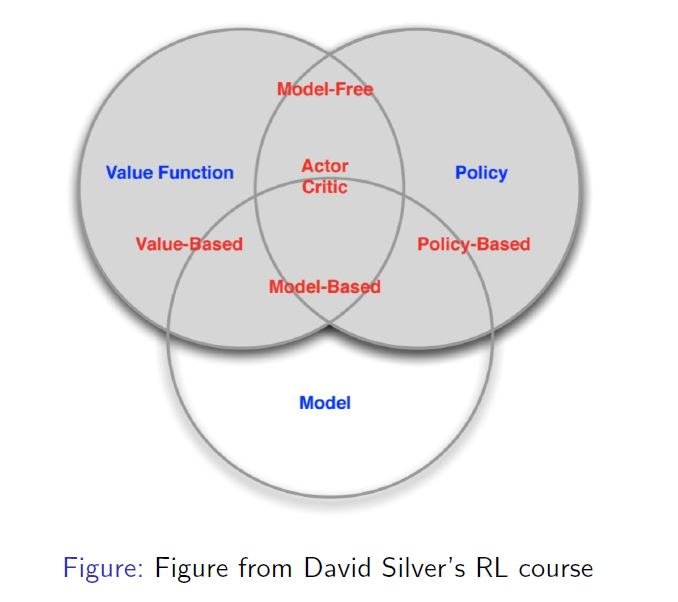 Model-Free
Value Function
Actor
Critic
Policy
Value-Based
Policy-Based
Model-Based
Model
Figure: Figure from David Silver's RL course